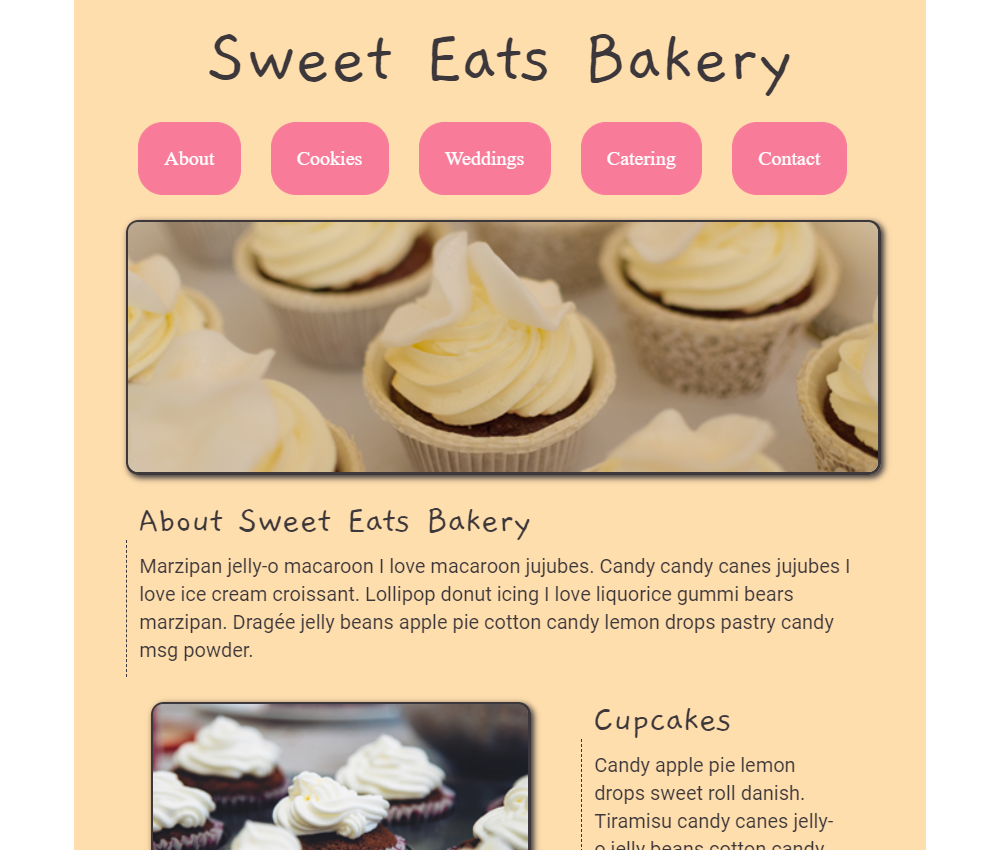 Sweet Eats Bakery
About
Cookies
Weddings
Catering
Contact
About Sweet Eats Bakery
Marzipan jelly-o macaroon I love macaroon jujubes. Candy candy canes jujubes I
love ice cream croissant. Lollipop donut icing I love liquorice gummi bears
marzipan. Dragée jelly beans apple pie cotton candy lemon drops pastry candy
msg powder.
Cupcakes
Candy apple pie lemon
drops sweet roll danish.
Tiramisu candy canes jelly-
o jelly beans cotton candy